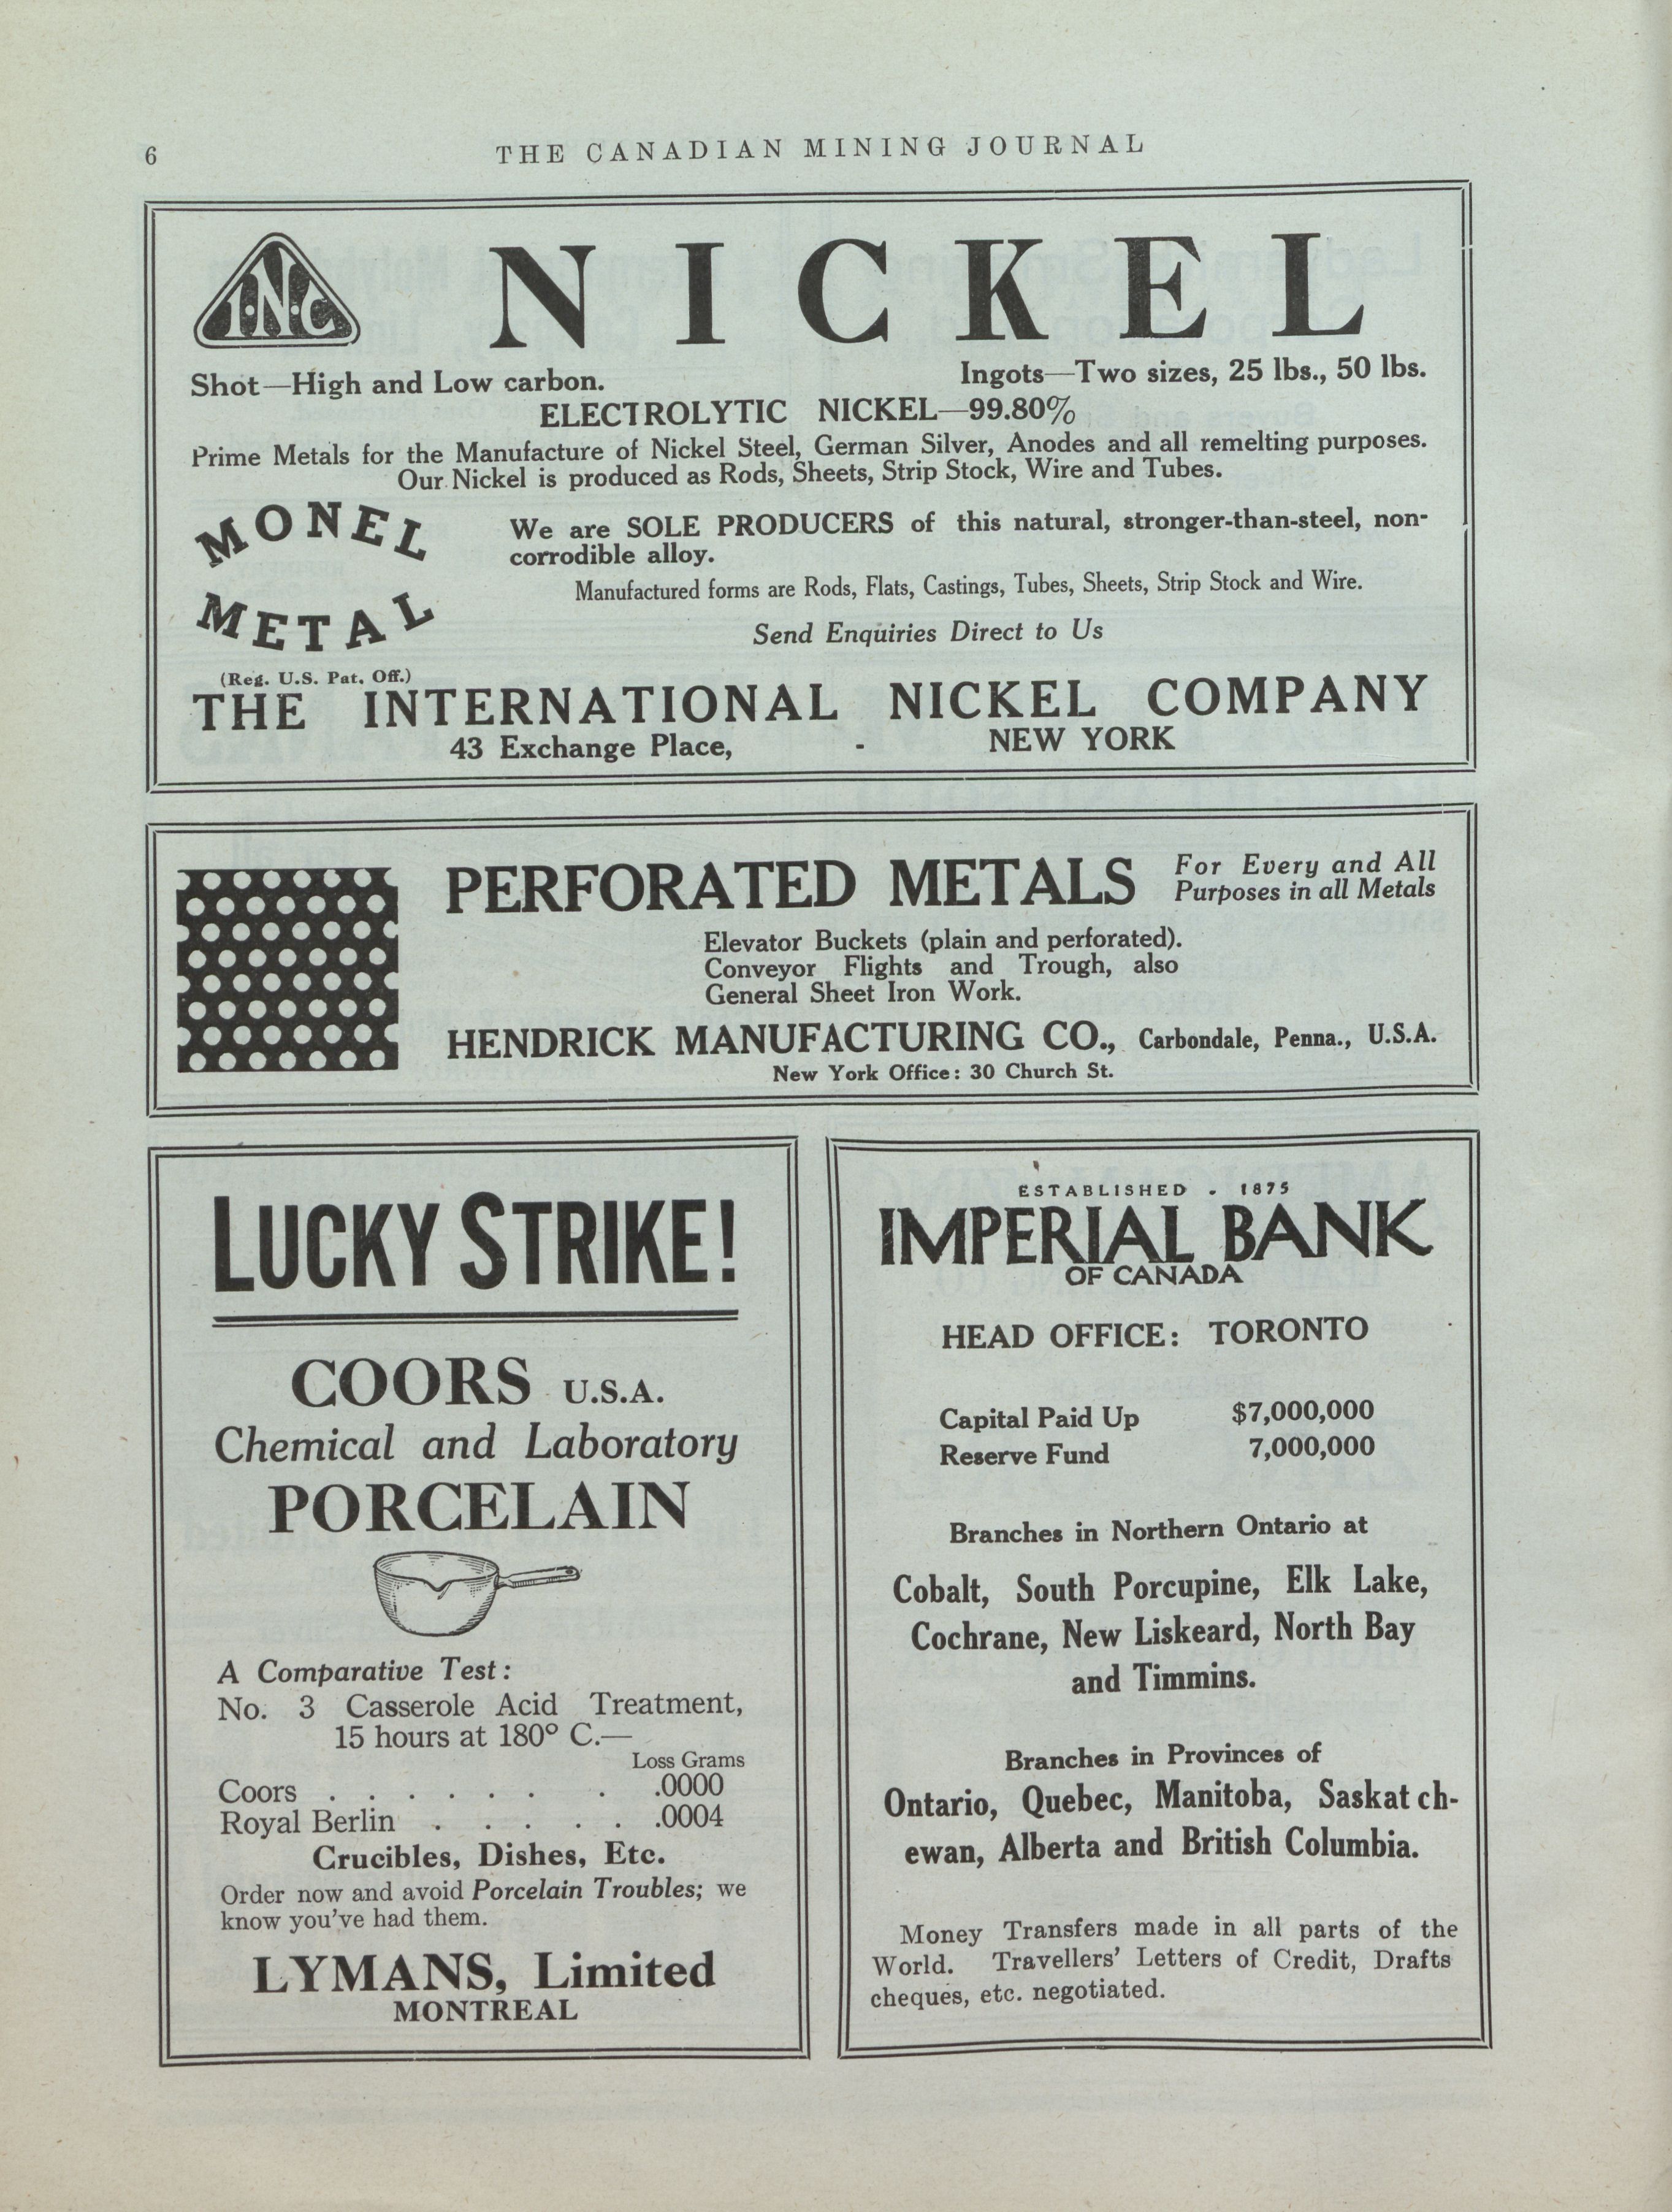 6
THE CANADIAN MINING JOURNAL
I·N·C
NICKEL
Shot—High and Low carbon.
Ingots—Two sizes, 25 lbs., 50 lbs.
ELECTROLYTIC NICKEL—99.80%
Prime Metals for the Manufacture of Nickel Steel, German Silver, Anodes and all remelting purposes.
Our Nickel is produced as Rods, Sheets, Strip Stock, Wire and Tubes.
MONEL
METAL
(Reg. U.S. Pat. Off.)
We are SOLE PRODUCERS of this natural, stronger-than-steel, non-
corrodible alloy.
Manufactured forms are Rods, Flats, Castings, Tubes, Sheets, Strip Stock and Wire.
Send Enquiries Direct to Us
THE INTERNATIONAL NICKEL COMPANY
43 Exchange Place, - NEW YORK
PERFORATED METALS
For Every and All
Purposes in all Metals
Elevator Buckets (plain and perforated).
Conveyor Flights and Trough, also
General Sheet Iron Work.
HENDRICK MANUFACTURING CO., Carbondale, Penna., U.S.A.
New York Office: 30 Church St.
LUCKY STRIKE!
COORS U.S.A.
Chemical and Laboratory
PORCELAIN
A Comparative Test:
No. 3 Casserole Acid Treatment,
15 hours at 180° C.—
Loss Grams
Coors . . . . . . . .0000
Royal Berlin . . . . . .0004
Crucibles, Dishes, Etc.
Order now and avoid Porcelain Troubles; we
know you've had them.
LYMANS, Limited
MONTREAL
ESTABLISHED - 1875
IMPERIAL BANK
OF CANADA
HEAD OFFICE: TORONTO
Capital Paid Up $7,000,000
Reserve Fund 7,000,000
Branches in Northern Ontario at
Cobalt, South Porcupine, Elk Lake,
Cochrane, New Liskeard, North Bay
and Timmins.
Branches in Provinces of
Ontario, Quebec, Manitoba, Saskatch-
ewan, Alberta and British Columbia.
Money Transfers made in all parts of the
World. Travellers' Letters of Credit, Drafts
cheques, etc. negotiated.